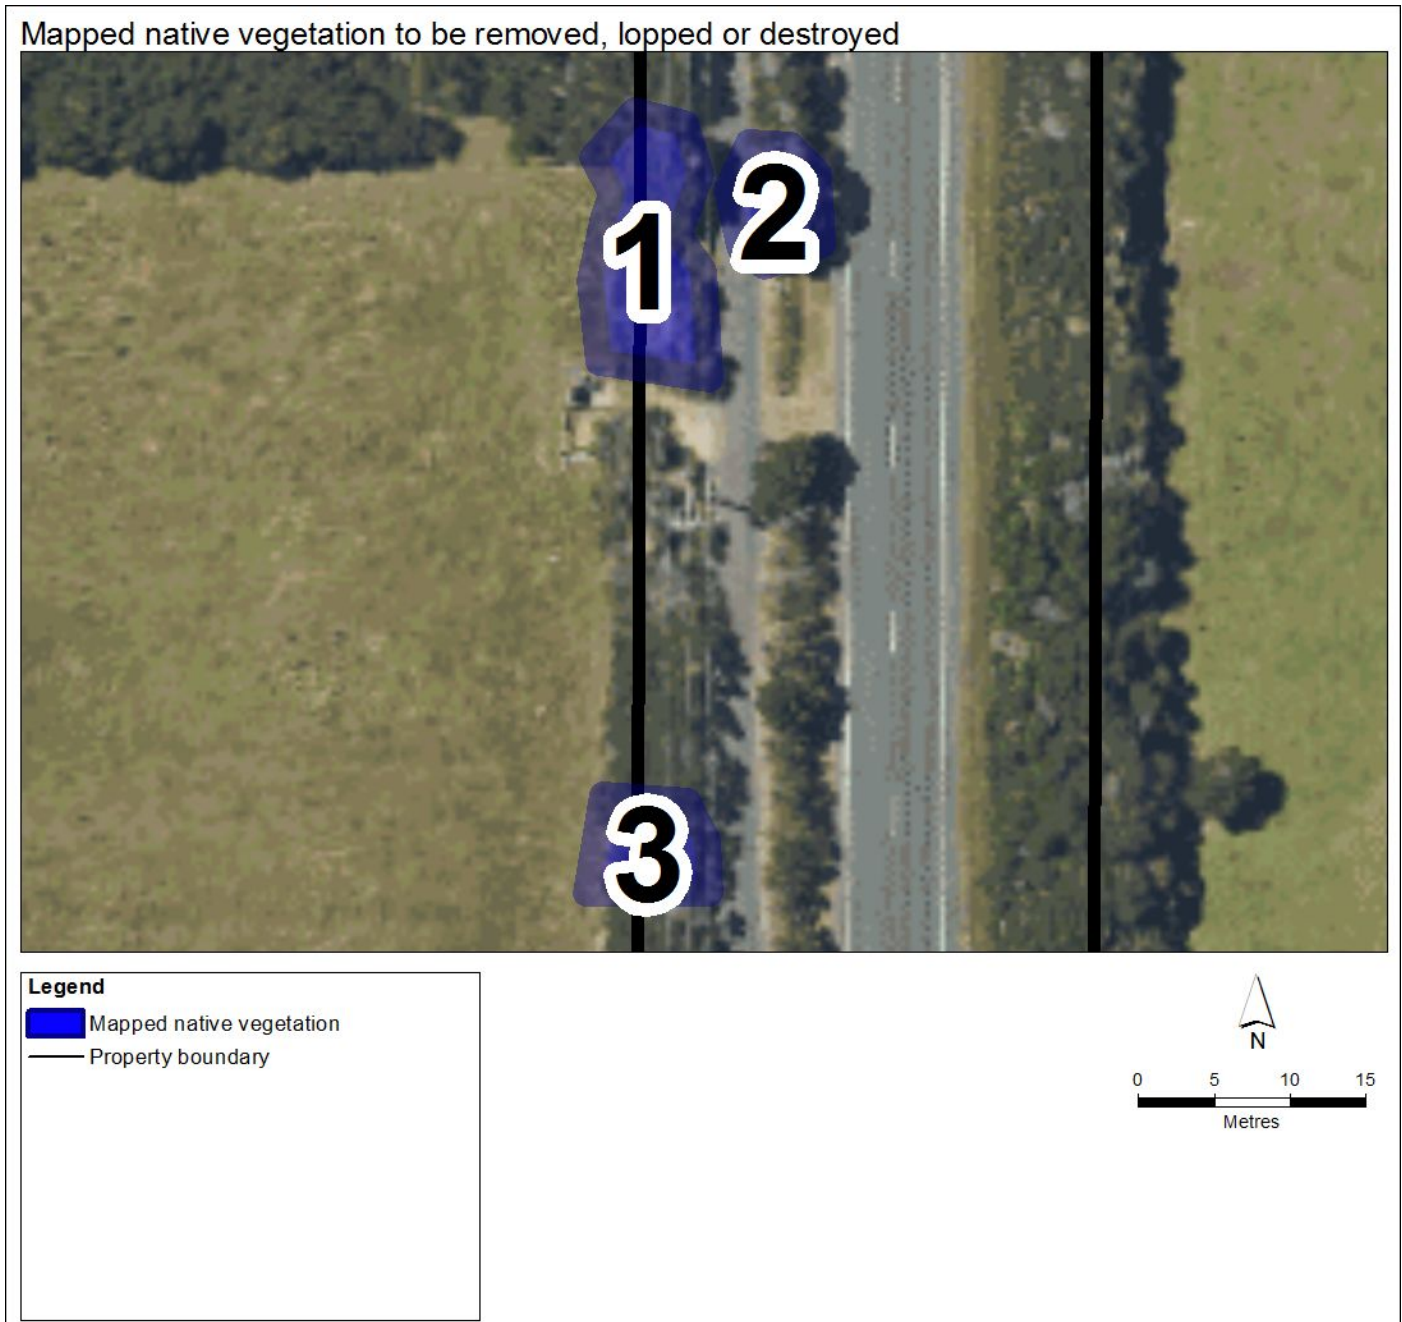 Mapped native vegetation to be removed, lopped or destroyed
1
2
3
Legend
Mapped native vegetation
Property boundary
N
0 5 10 15
Metres